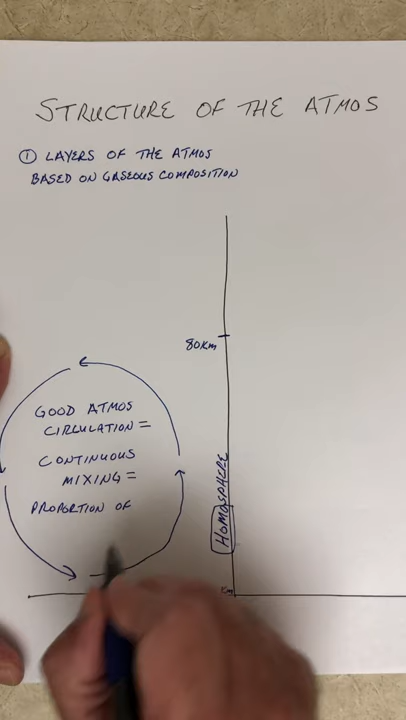 STRUCTURE OF THE ATMOS
① LAYERS OF THE ATMOS
BASED ON GASEOUS COMPOSITION
80KM
GOOD ATMOS
CIRCULATION =
CONTINUOUS
MIXING =
PROPORTION OF
HOMOSPHERE